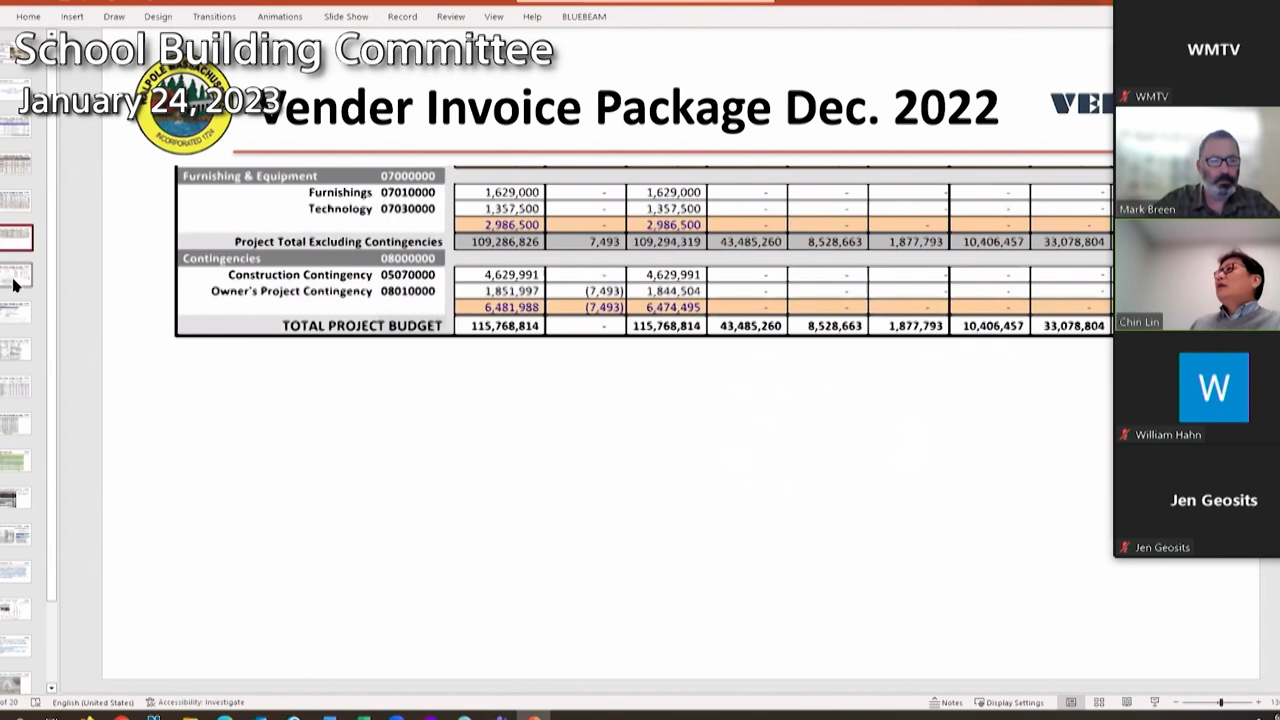 Home Insert Draw Design Transitions Animations Slide Show Record Review View Help BLUEBEAM
School Building Committee
January 24, 2023
Vender Invoice Package Dec. 2022
INCORPORATED 1724
Furnishing & Equipment 07000000
Furnishings 07010000 1,629,000 - 1,629,000 - - - - -
Technology 07030000 1,357,500 - 1,357,500 - - - - -
2,986,500 - 2,986,500 - - - - -
Project Total Excluding Contingencies 109,286,826 7,493 109,294,319 43,485,260 8,528,663 1,877,793 10,406,457 33,078,804
Contingencies 08000000
Construction Contingency 05070000 4,629,991 - 4,629,991 - - - - -
Owner's Project Contingency 08010000 1,851,997 (7,493) 1,844,504 - - - - -
6,481,988 (7,493) 6,474,495 - - - - -
TOTAL PROJECT BUDGET 115,768,814 - 115,768,814 43,485,260 8,528,663 1,877,793 10,406,457 33,078,804
WMTV
WMTV
Mark Breen
Chin Lin
W
William Hahn
Jen Geosits
Jen Geosits
of 20 English (United States) Accessibility: Investigate Notes Display Settings